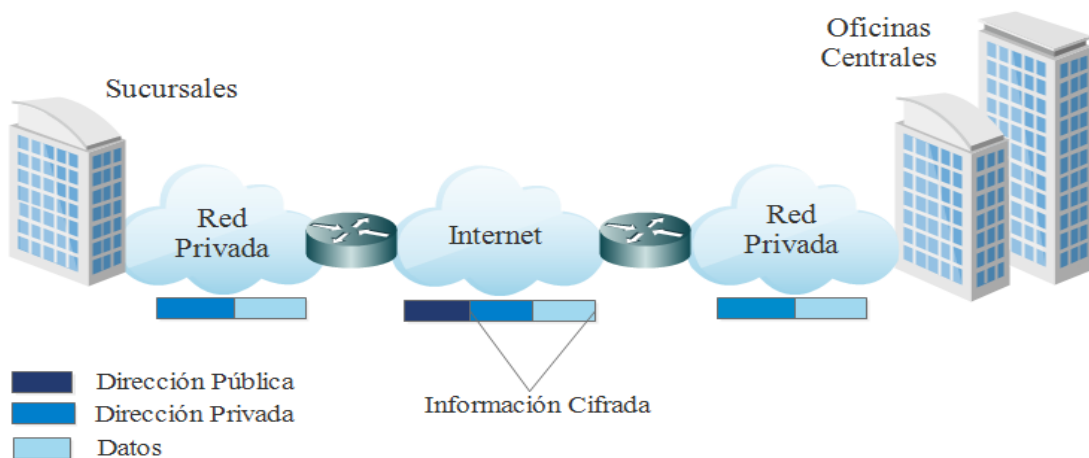 Oficinas
Centrales
Sucursales
Red
Privada
Internet
Red
Privada
Dirección Pública
Dirección Privada
Datos
Información Cifrada